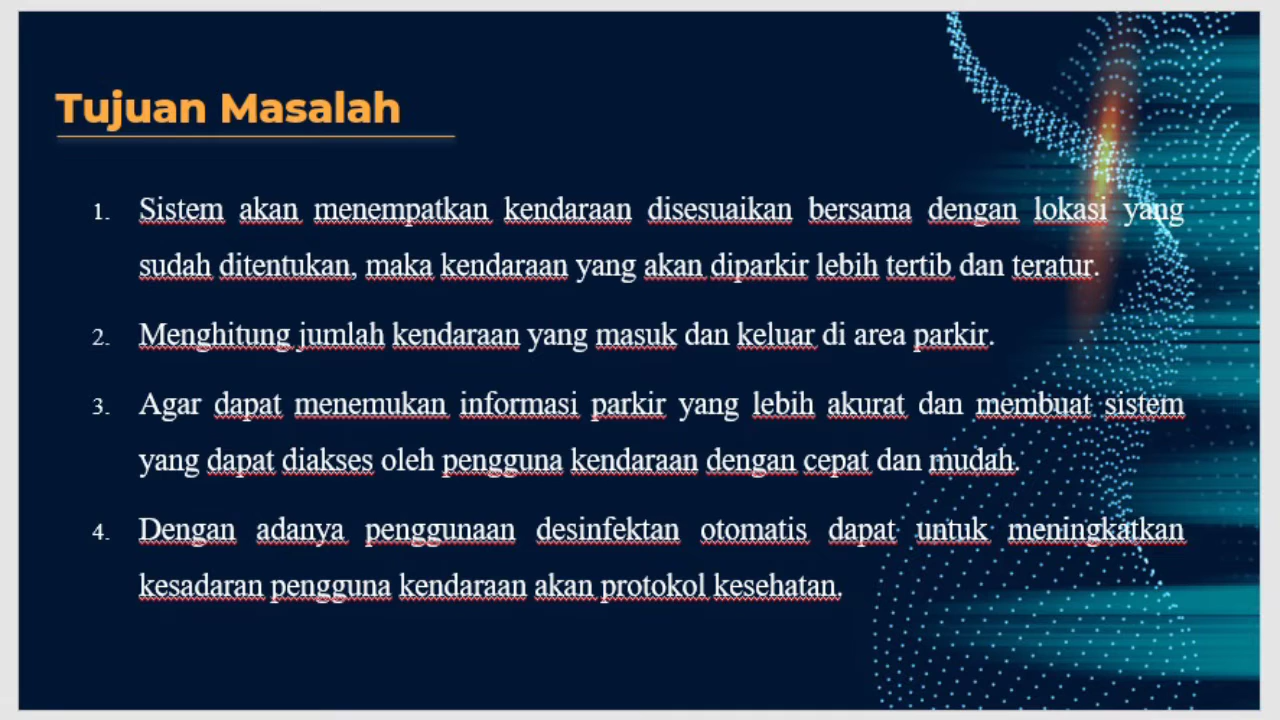 Tujuan Masalah
1. Sistem akan menempatkan kendaraan disesuaikan bersama dengan lokasi yang
sudah ditentukan, maka kendaraan yang akan diparkir lebih tertib dan teratur.
2. Menghitung jumlah kendaraan yang masuk dan keluar di area parkir.
3. Agar dapat menemukan informasi parkir yang lebih akurat dan membuat sistem
yang dapat diakses oleh pengguna kendaraan dengan cepat dan mudah.
4. Dengan adanya penggunaan desinfektan otomatis dapat untuk meningkatkan
kesadaran pengguna kendaraan akan protokol kesehatan.